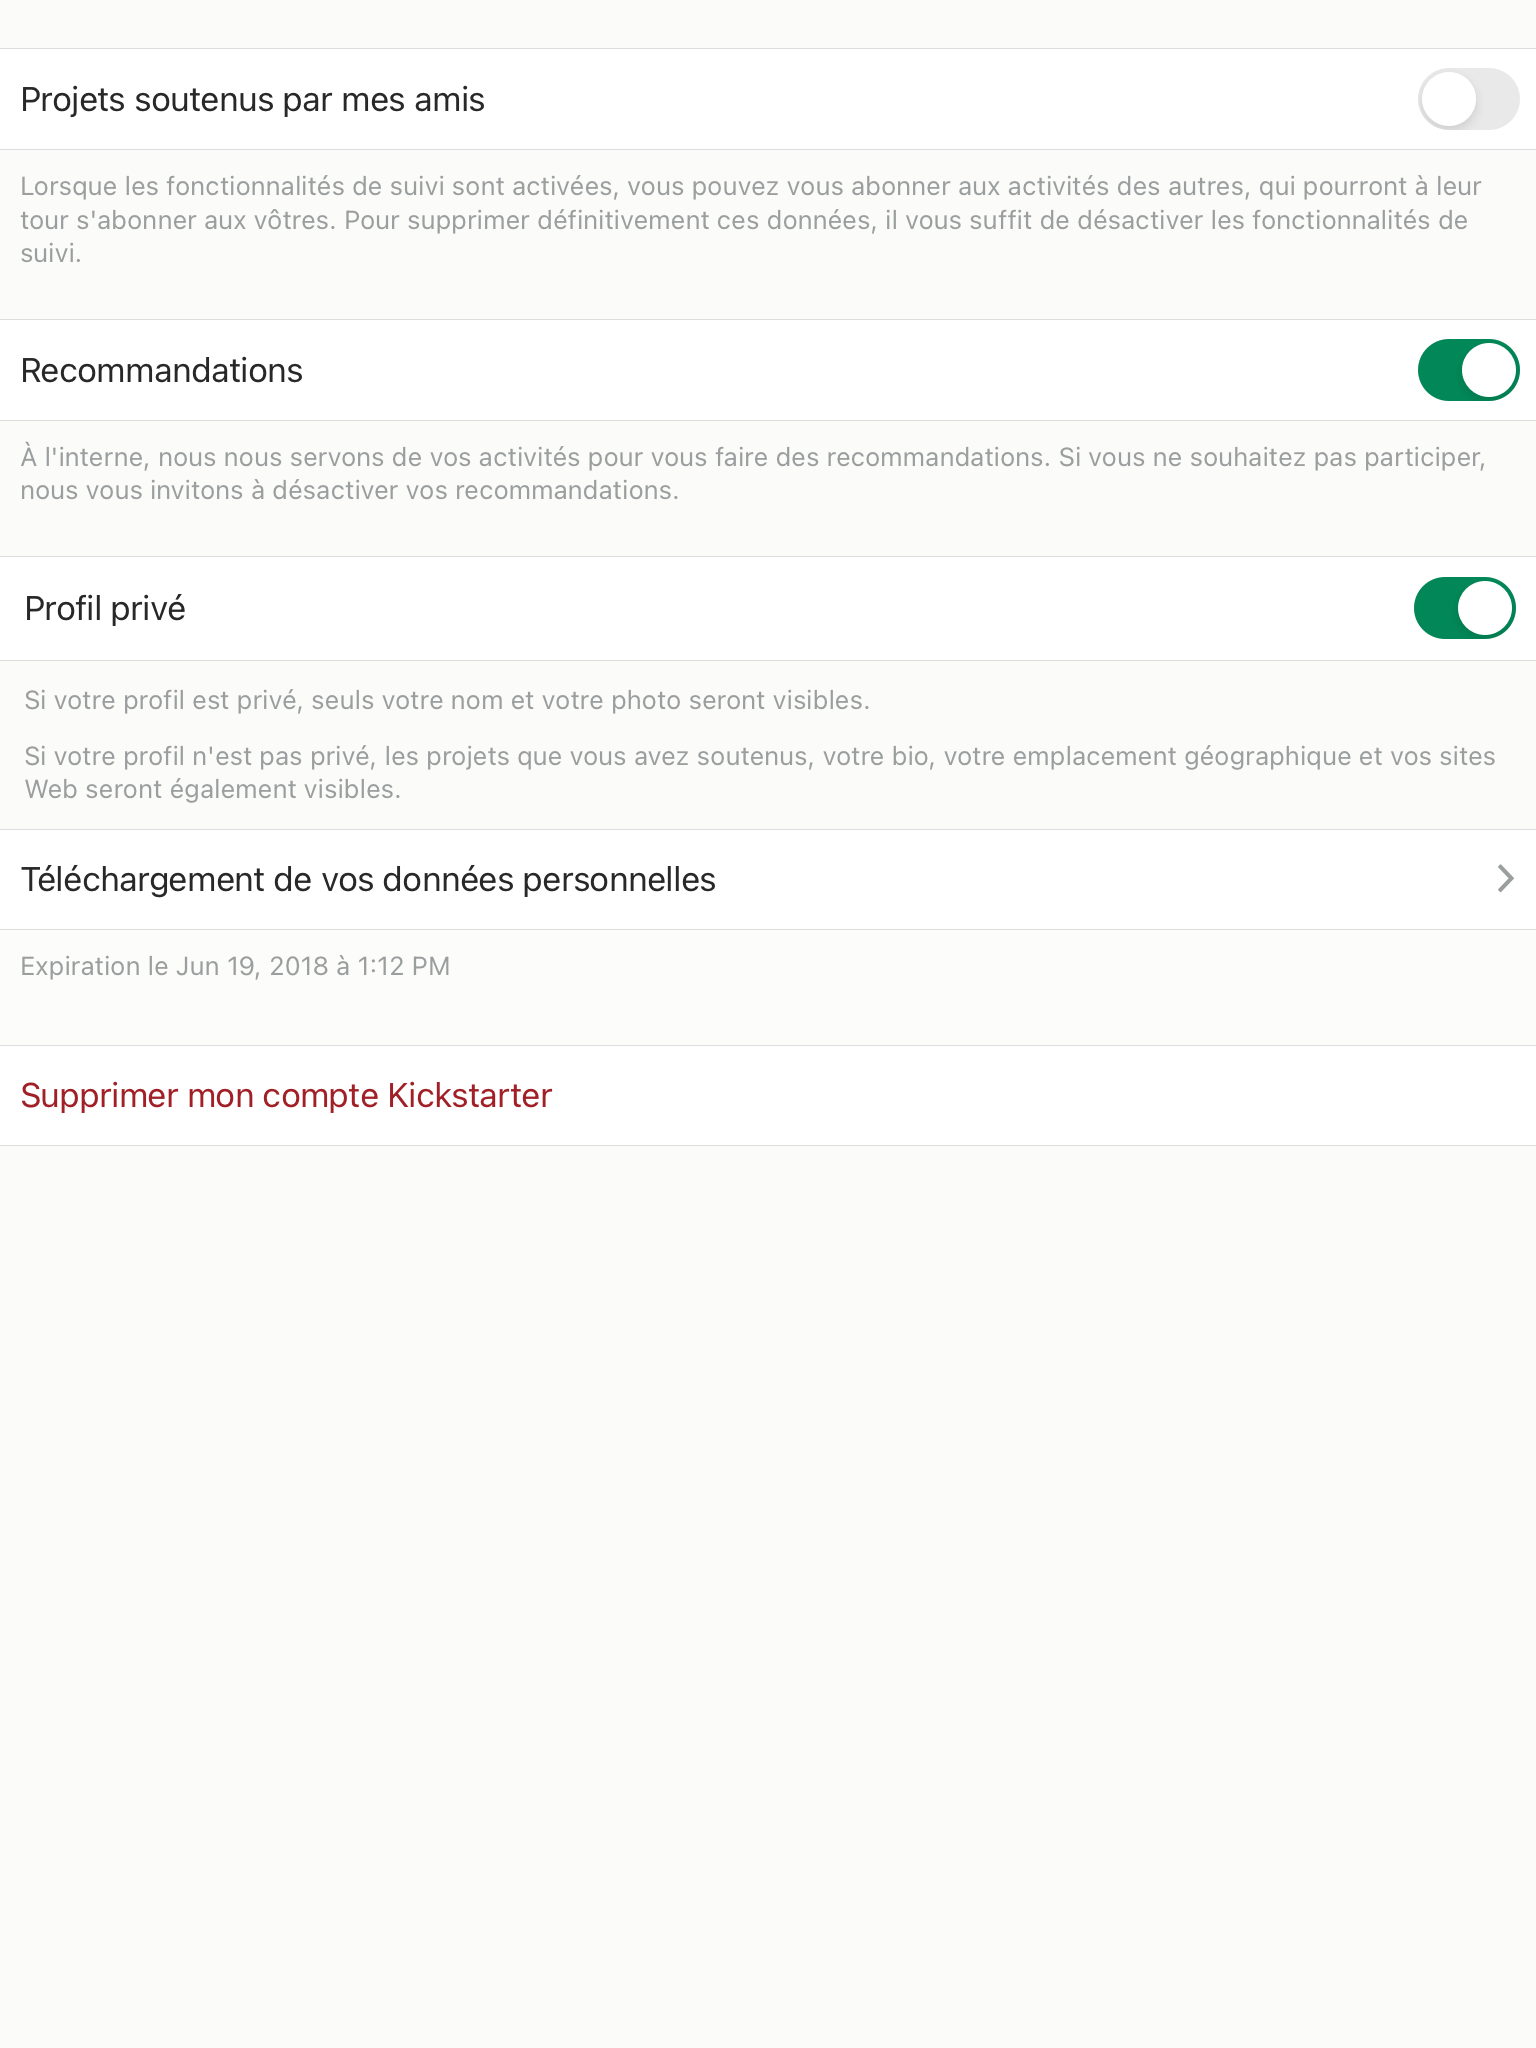 Projets soutenus par mes amis
Lorsque les fonctionnalités de suivi sont activées, vous pouvez vous abonner aux activités des autres, qui pourront à leur
tour s'abonner aux vôtres. Pour supprimer définitivement ces données, il vous suffit de désactiver les fonctionnalités de
suivi.
Recommandations
À l'interne, nous nous servons de vos activités pour vous faire des recommandations. Si vous ne souhaitez pas participer,
nous vous invitons à désactiver vos recommandations.
Profil privé
Si votre profil est privé, seuls votre nom et votre photo seront visibles.
Si votre profil n'est pas privé, les projets que vous avez soutenus, votre bio, votre emplacement géographique et vos sites
Web seront également visibles.
Téléchargement de vos données personnelles
Expiration le Jun 19, 2018 à 1:12 PM
Supprimer mon compte Kickstarter